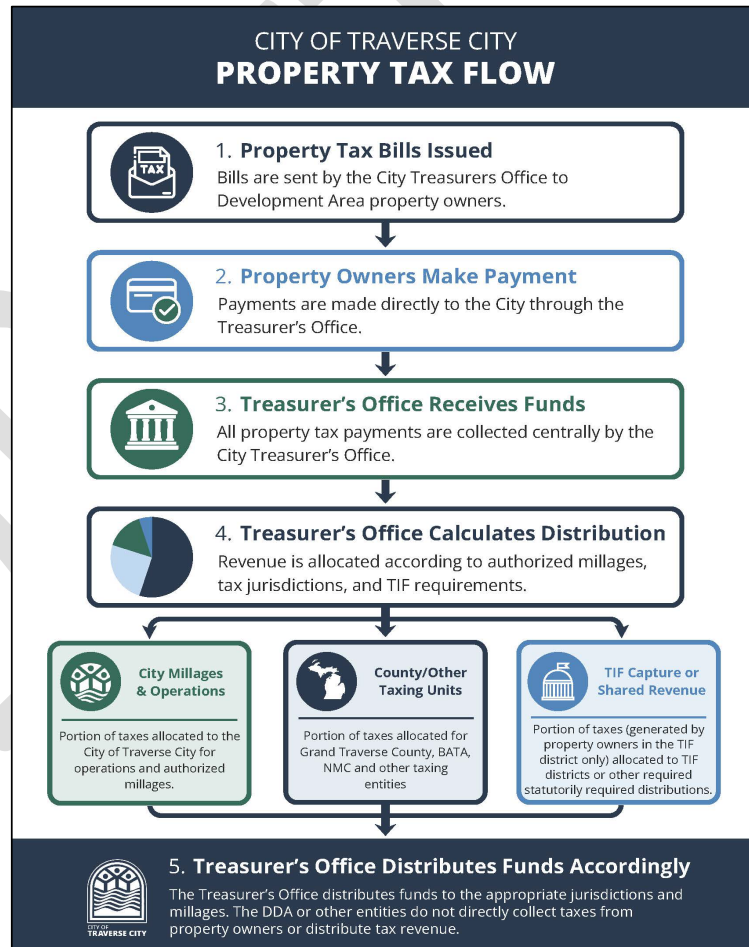 CITY OF TRAVERSE CITY
PROPERTY TAX FLOW
TAX
1. Property Tax Bills Issued
Bills are sent by the City Treasurers Office to
Development Area property owners.
2. Property Owners Make Payment
Payments are made directly to the City through the
Treasurer's Office.
3. Treasurer's Office Receives Funds
All property tax payments are collected centrally by the
City Treasurer's Office.
4. Treasurer's Office Calculates Distribution
Revenue is allocated according to authorized millages,
tax jurisdictions, and TIF requirements.
City Millages
& Operations
Portion of taxes allocated to the
City of Traverse City for
operations and authorized
millages.
County/Other
Taxing Units
Portion of taxes allocated for
Grand Traverse County, BATA,
NMC and other taxing
entities
TIF Capture or
Shared Revenue
Portion of taxes (generated by
property owners in the TIF
district only) allocated to TIF
districts or other required
statutorily required distributions.
5. Treasurer's Office Distributes Funds Accordingly
The Treasurer's Office distributes funds to the appropriate jurisdictions and
millages. The DDA or other entities do not directly collect taxes from
property owners or distribute tax revenue.
CITY OF
TRAVERSE CITY